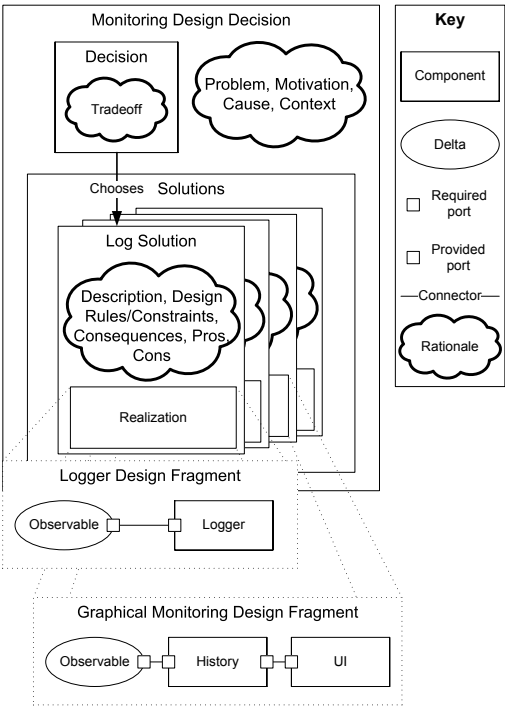 Monitoring Design Decision
Decision
Tradeoff
Problem, Motivation,
Cause, Context
Chooses
Solutions
Log Solution
Description, Design
Rules/Constraints,
Consequences, Pros,
Cons
Realization
Logger Design Fragment
Observable
Logger
Graphical Monitoring Design Fragment
Observable
History
UI
Key
Component
Delta
Required
port
Provided
port
Connector
Rationale